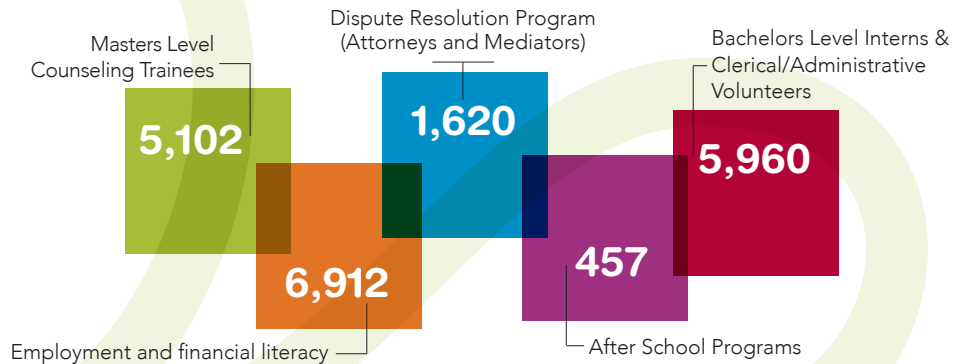 Masters Level
Counseling Trainees
5,102
Dispute Resolution Program
(Attorneys and Mediators)
1,620
Bachelors Level Interns &
Clerical/Administrative
Volunteers
5,960
6,912
Employment and financial literacy
457
After School Programs